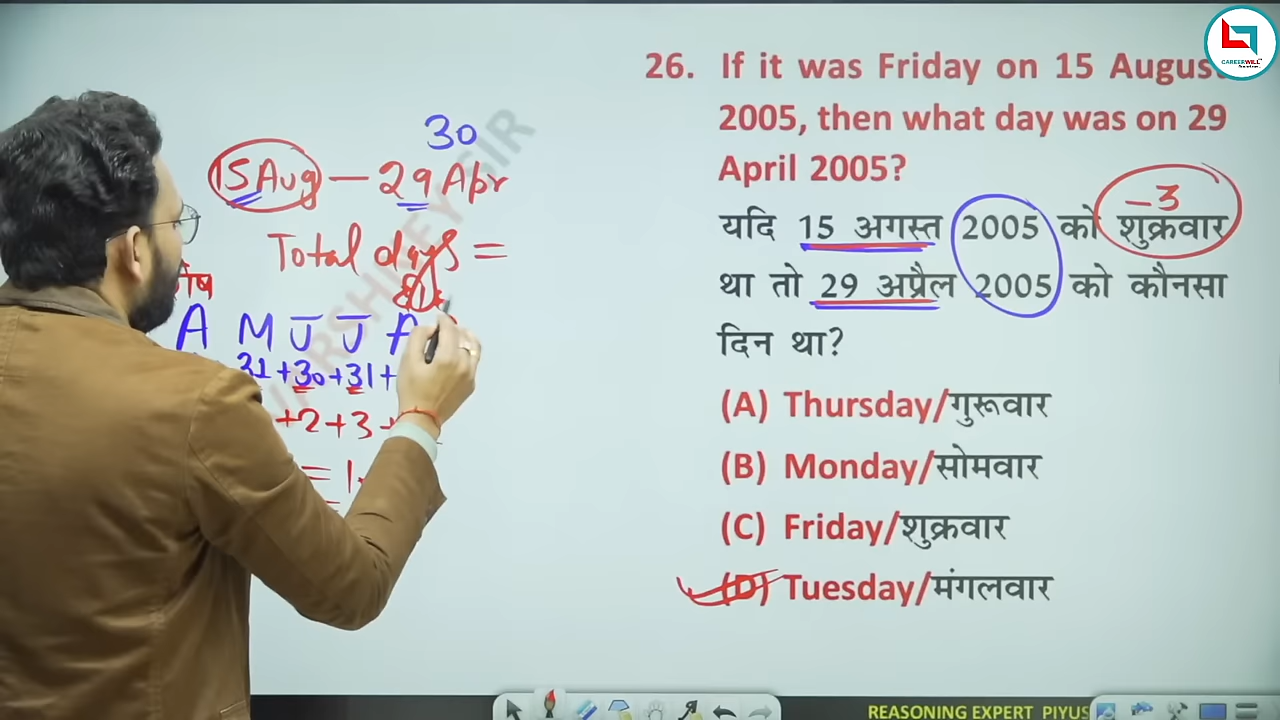 CAREERWILL
26. If it was Friday on 15 August
2005, then what day was on 29
April 2005?
यदि 15 अगस्त 2005 को शुक्रवार
था तो 29 अप्रैल 2005 को कौनसा
दिन था?
(A) Thursday/गुरूवार
(B) Monday/सोमवार
(C) Friday/शुक्रवार
(D) Tuesday/मंगलवार
-3
30
15 Aug - 29 Apr
Total days =
A M J J A
31+30+31+
+2+3+
REASONING EXPERT PIYUS